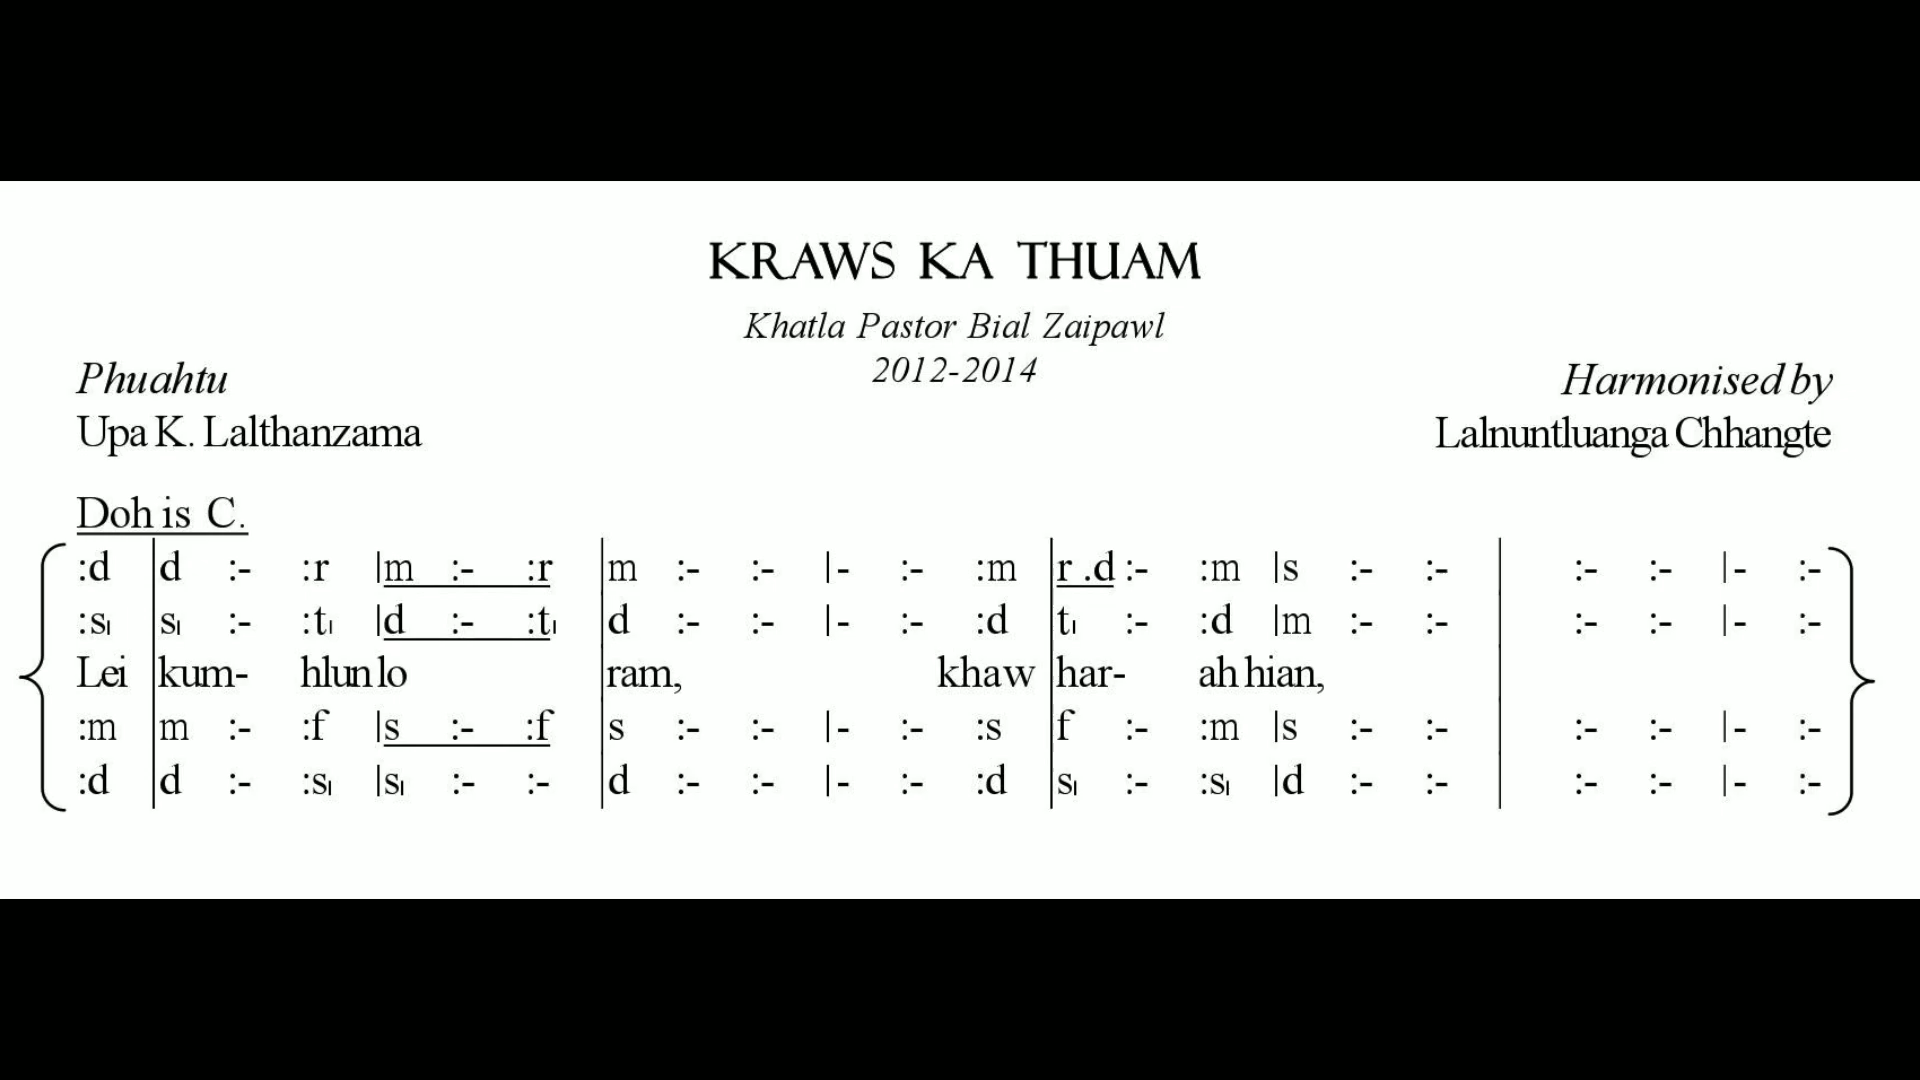 KRAWS KA THUAM
Khatla Pastor Bial Zaipawl
2012-2014
Phuahtu
Upa K. Lalthanzama
Harmonised by
Lalnuntluanga Chhangte
Doh is C.
:d |d :- :r |m :- :r |m :- :- |- :- :m |r .d :- :m |s :- :- | :- :- |- :-
:s| |s| :- :t| |d :- :t| |d :- :- |- :- :d |t| :- :d |m :- :- | :- :- |- :-
Lei kum- hlun lo ram, khaw har- ah hian,
:m |m :- :f |s :- :f |s :- :- |- :- :s |f :- :m |s :- :- | :- :- |- :-
:d |d :- :s| |s| :- :- |d :- :- |- :- :d |s| :- :s| |d :- :- | :- :- |- :-